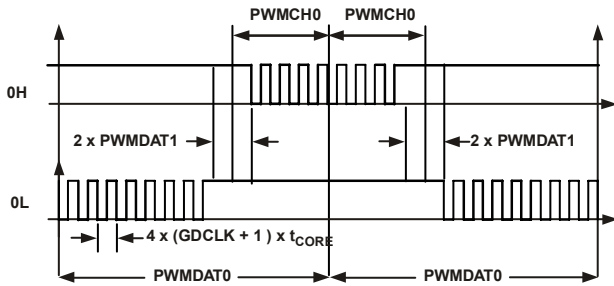 PWMCH0 PWMCH0
0H
2 x PWMDAT1 2 x PWMDAT1
0L
4 x (GDCLK + 1 ) x tCORE
PWMDAT0 PWMDAT0